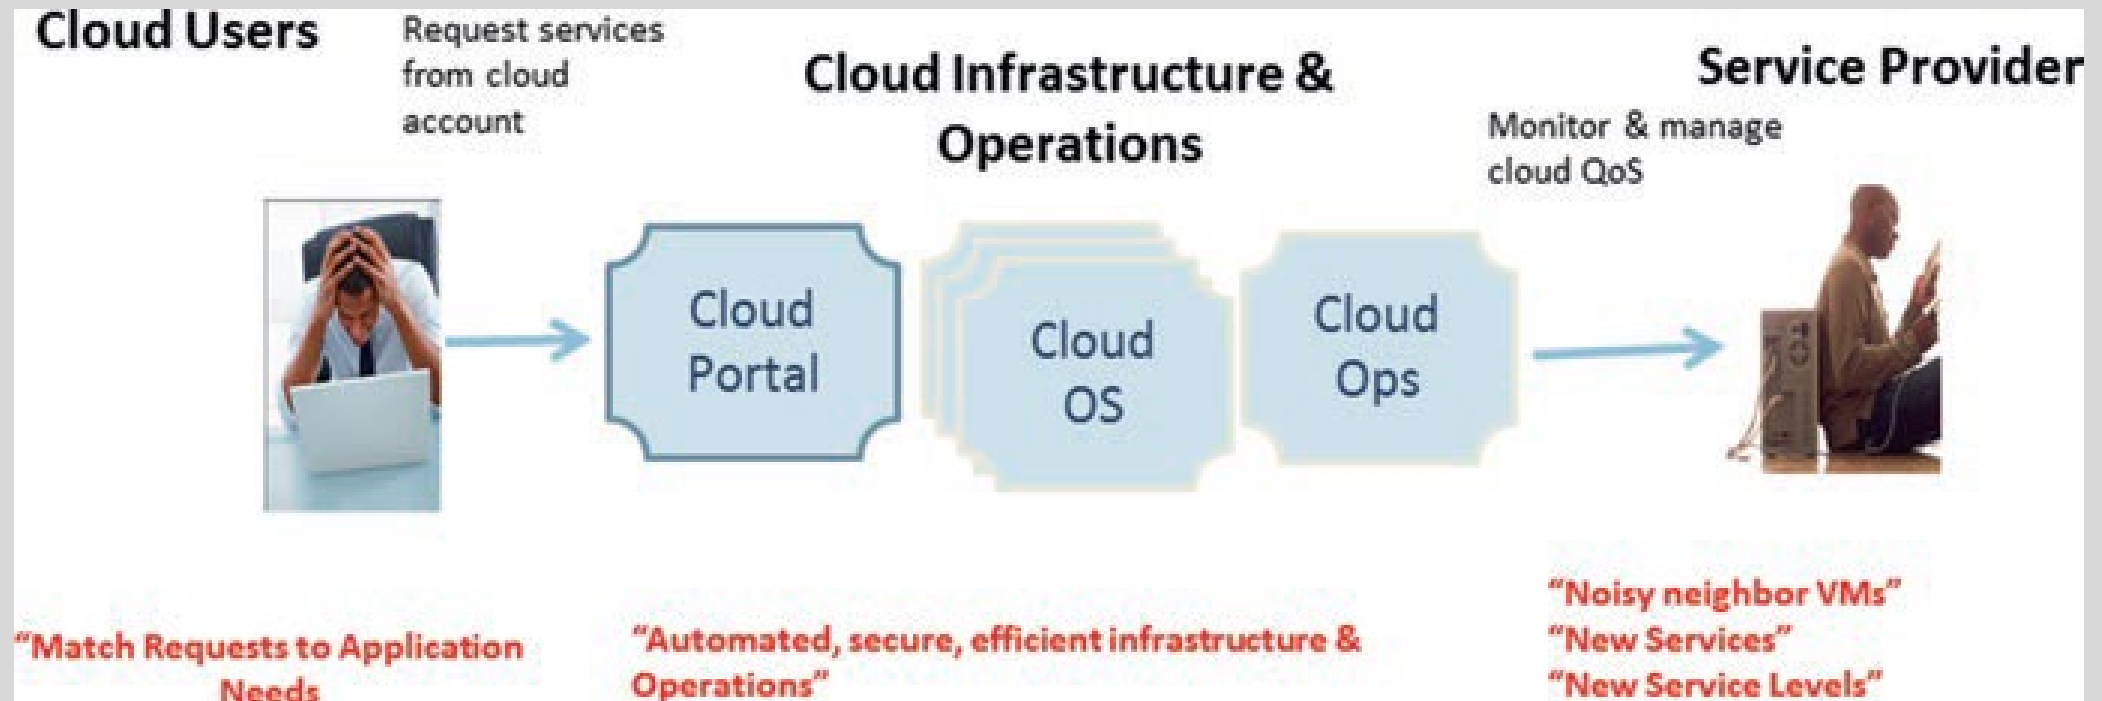 Cloud Users
Request services
from cloud
account
Cloud Infrastructure &
Operations
Service Provider
Monitor & manage
cloud QoS
Cloud
Portal
Cloud
OS
Cloud
Ops
“Match Requests to Application
Needs
“Automated, secure, efficient infrastructure &
Operations”
“Noisy neighbor VMs”
“New Services”
“New Service Levels”